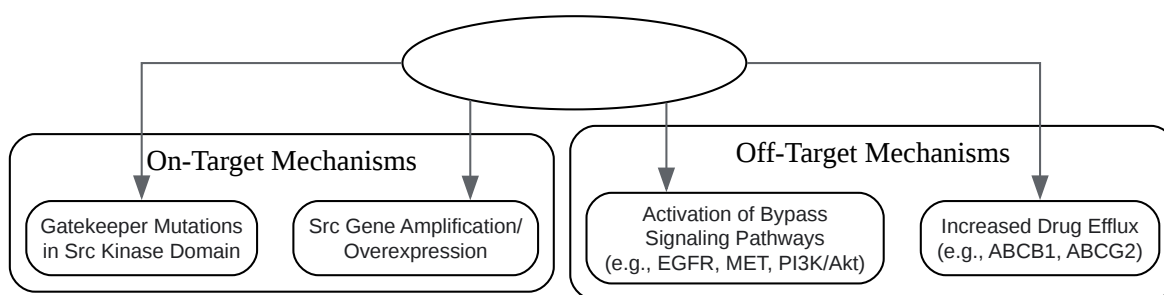 On-Target Mechanisms
Gatekeeper Mutations
in Src Kinase Domain
Src Gene Amplification/
Overexpression
Off-Target Mechanisms
Activation of Bypass
Signaling Pathways
(e.g., EGFR, MET, PI3K/Akt)
Increased Drug Efflux
(e.g., ABCB1, ABCG2)